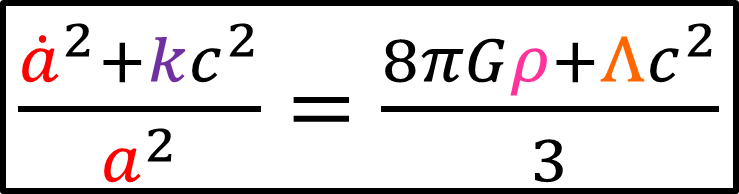 ȧ² + kc² / a² = 8πGρ + Λc² / 3